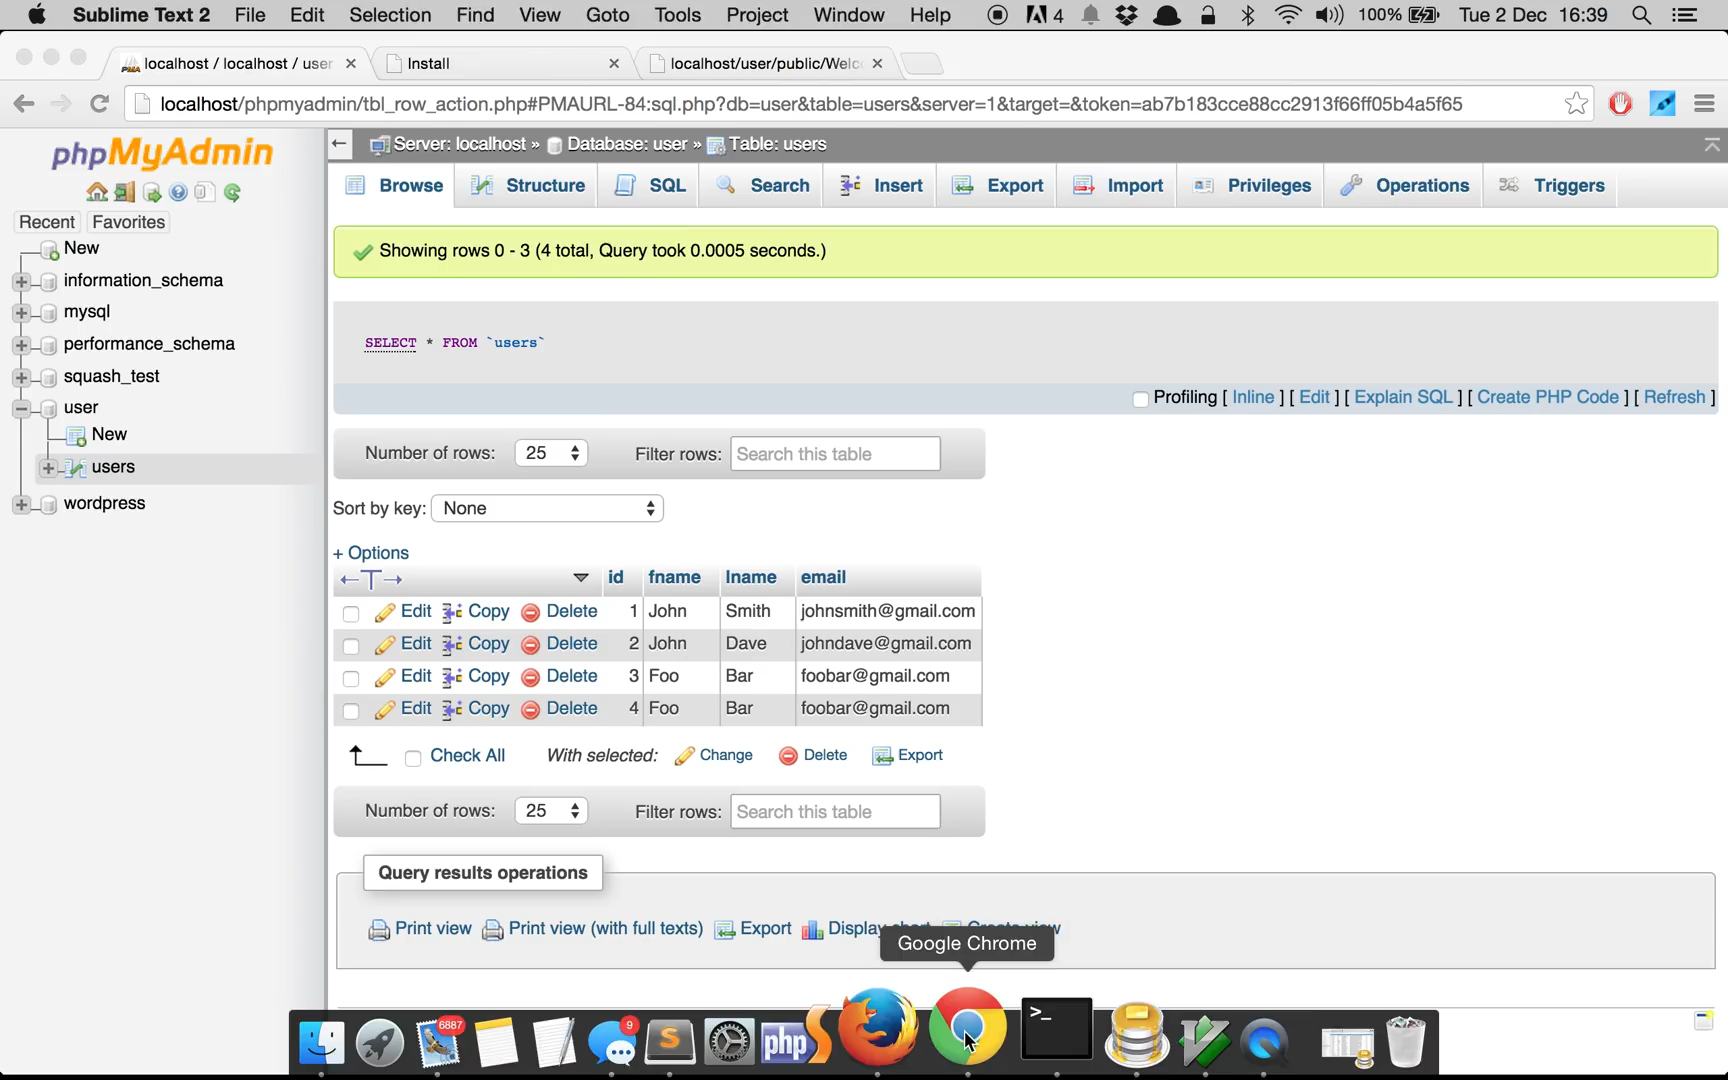 Sublime Text 2 File Edit Selection Find View Goto Tools Project Window Help 4 100% Tue 2 Dec 16:39
localhost / localhost / user Install localhost/user/public/Welc
localhost/phpmyadmin/tbl_row_action.php#PMAURL-84:sql.php?db=user&table=users&server=1&target=&token=ab7b183cce88cc2913f66ff05b4a5f65
phpMyAdmin
Recent Favorites
New
information_schema
mysql
performance_schema
squash_test
user
New
users
wordpress
Server: localhost » Database: user » Table: users
Browse Structure SQL Search Insert Export Import Privileges Operations Triggers
Showing rows 0 - 3 (4 total, Query took 0.0005 seconds.)
SELECT * FROM `users`
Profiling [ Inline ] [ Edit ] [ Explain SQL ] [ Create PHP Code ] [ Refresh ]
Number of rows: 25 Filter rows: Search this table
Sort by key: None
+ Options
←T→ id fname lname email
Edit Copy Delete 1 John Smith johnsmith@gmail.com
Edit Copy Delete 2 John Dave johndave@gmail.com
Edit Copy Delete 3 Foo Bar foobar@gmail.com
Edit Copy Delete 4 Foo Bar foobar@gmail.com
Check All With selected: Change Delete Export
Number of rows: 25 Filter rows: Search this table
Query results operations
Print view Print view (with full texts) Export Display chart Create view
Google Chrome
6887 9 S php >_